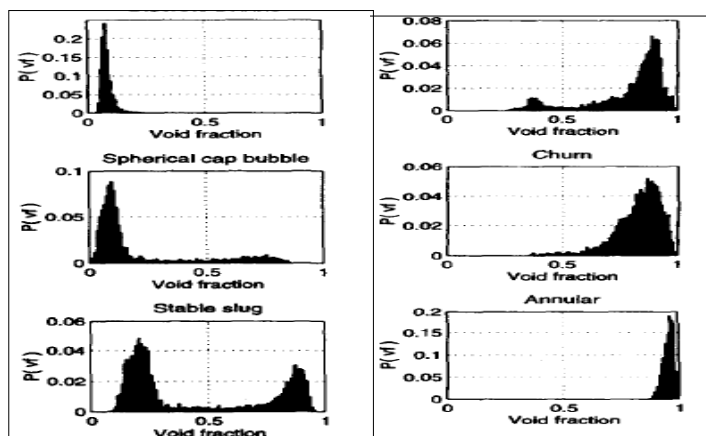 0.2
0.15
0.1
0.05
0
P(vf)
0 0.5 1
Void fraction
Spherical cap bubble
0.1
0.05
0
P(vf)
0 0.5 1
Void fraction
Stable slug
0.06
0.04
0.02
0
P(vf)
0 0.5 1
Void fraction
0.08
0.06
0.04
0.02
0
P(vf)
0 0.5 1
Void fraction
Churn
0.06
0.04
0.02
0
P(vf)
0 0.5 1
Void fraction
Annular
0.2
0.15
0.1
0.05
0
P(vf)
0 0.5 1
Void fraction